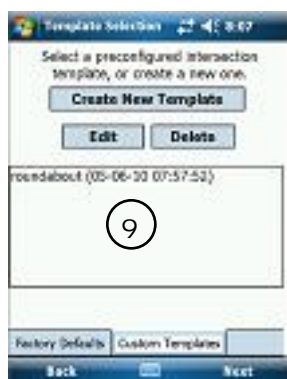 Template Selection 8:07
Select a preconfigured intersection
template, or create a new one.
Create New Template
Edit Delete
roundabout (05-06-10 07:57:52)
9
Factory Defaults Custom Templates
Back Next